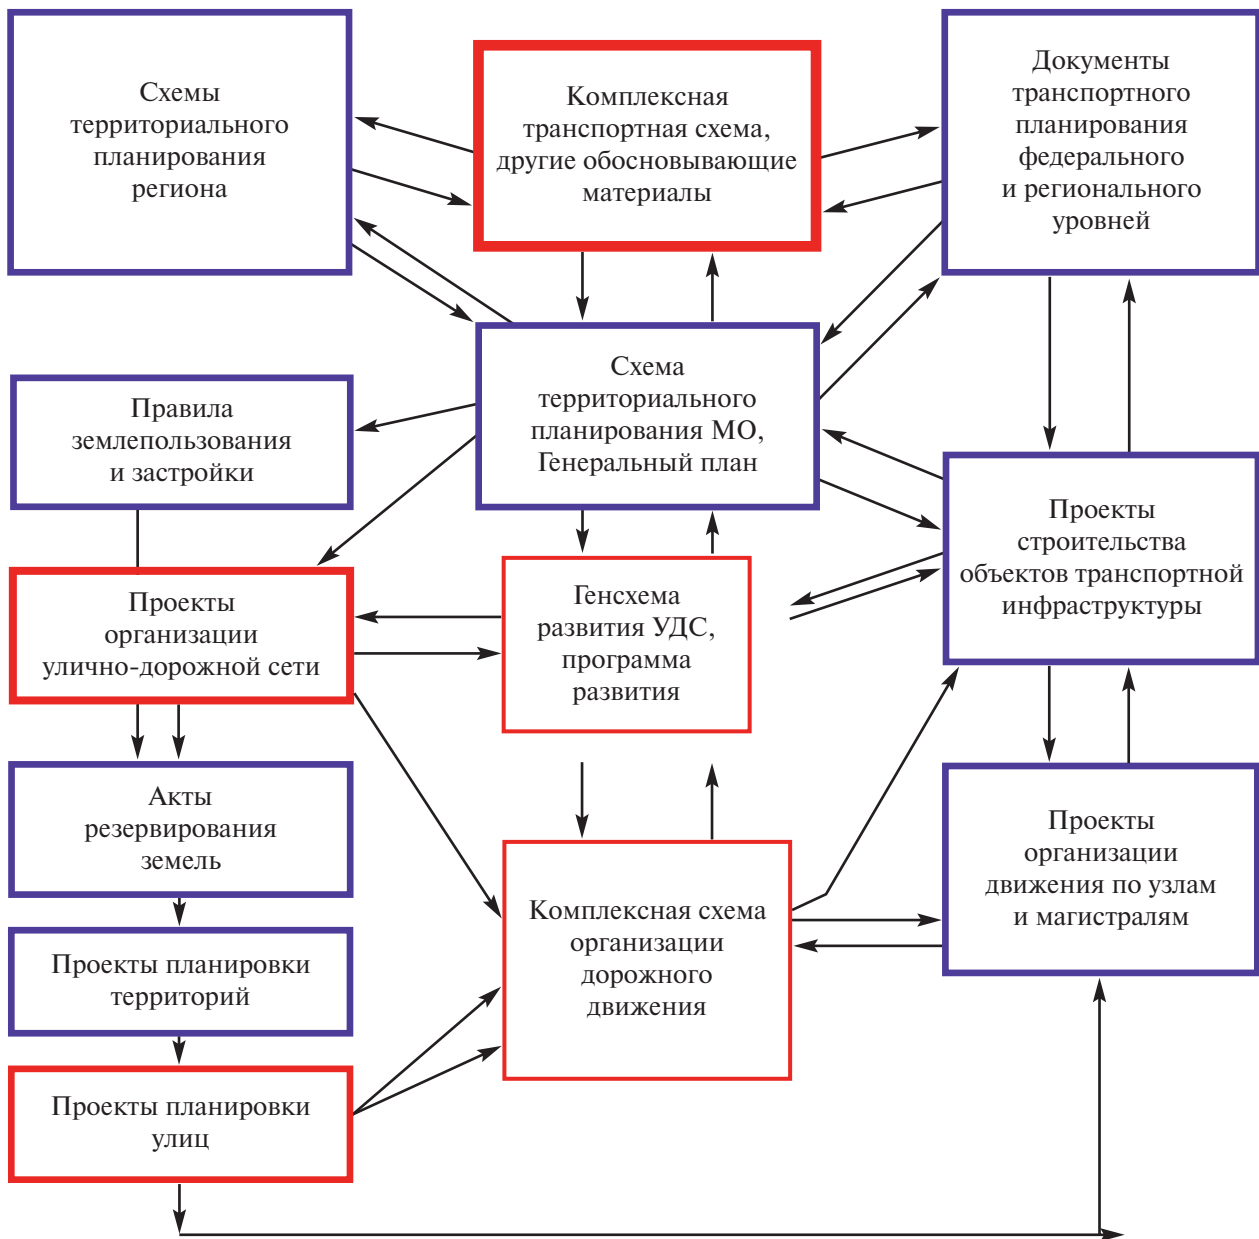 Схемы
территориального
планирования
региона
Комплексная
транспортная схема,
другие обосновывающие
материалы
Документы
транспортного
планирования
федерального
и регионального
уровней
Правила
землепользования
и застройки
Схема
территориального
планирования МО,
Генеральный план
Проекты
строительства
объектов транспортной
инфраструктуры
Проекты
организации
улично-дорожной сети
Генсхема
развития УДС,
программа
развития
Акты
резервирования
земель
Комплексная схема
организации
дорожного
движения
Проекты
организации
движения по узлам
и магистралям
Проекты планировки
территорий
Проекты планировки
улиц